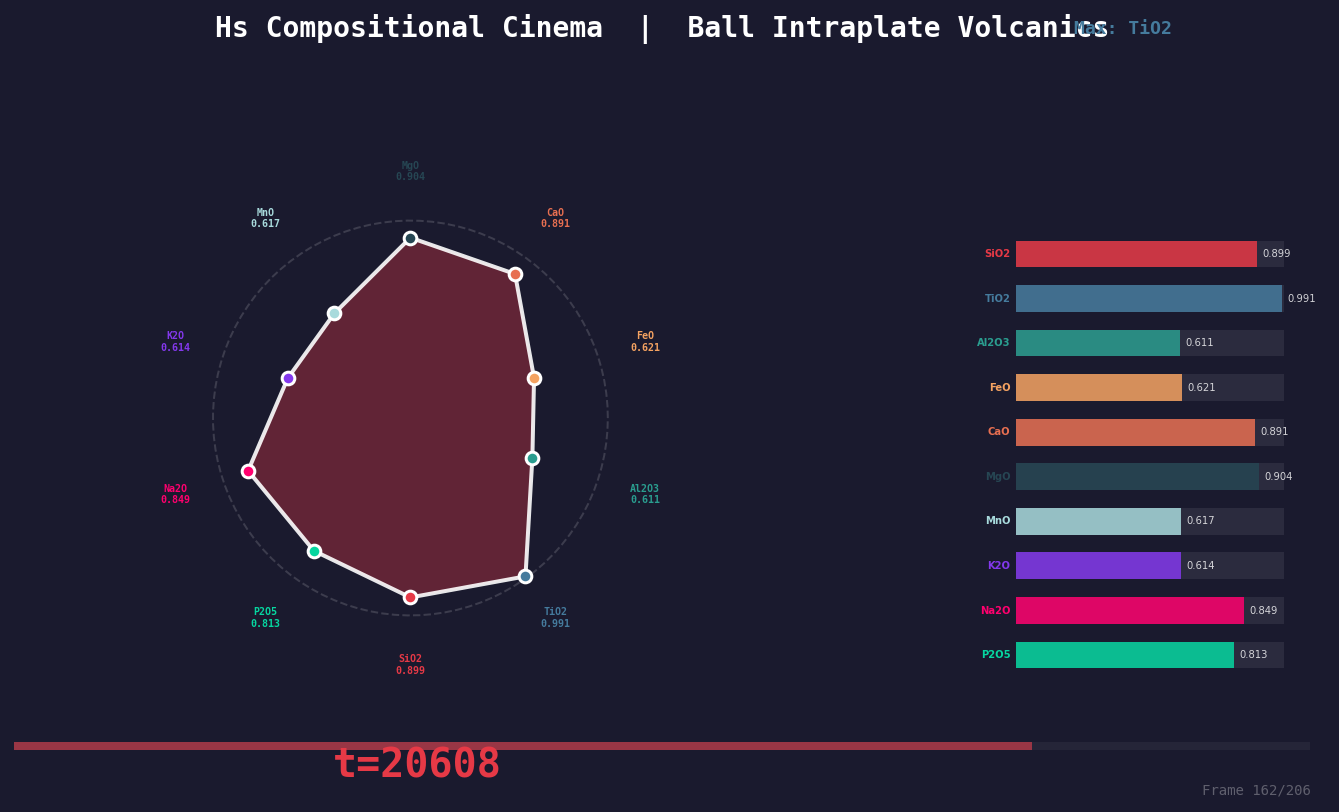 Hs Compositional Cinema | Ball Intraplate Volcanics
Max: TiO2
MgO
0.904
MnO
0.617
CaO
0.891
K2O
0.614
FeO
0.621
Na2O
0.849
Al2O3
0.611
P2O5
0.813
TiO2
0.991
SiO2
0.899
SiO2 0.899
TiO2 0.991
Al2O3 0.611
FeO 0.621
CaO 0.891
MgO 0.904
MnO 0.617
K2O 0.614
Na2O 0.849
P2O5 0.813
t=20608
Frame 162/206